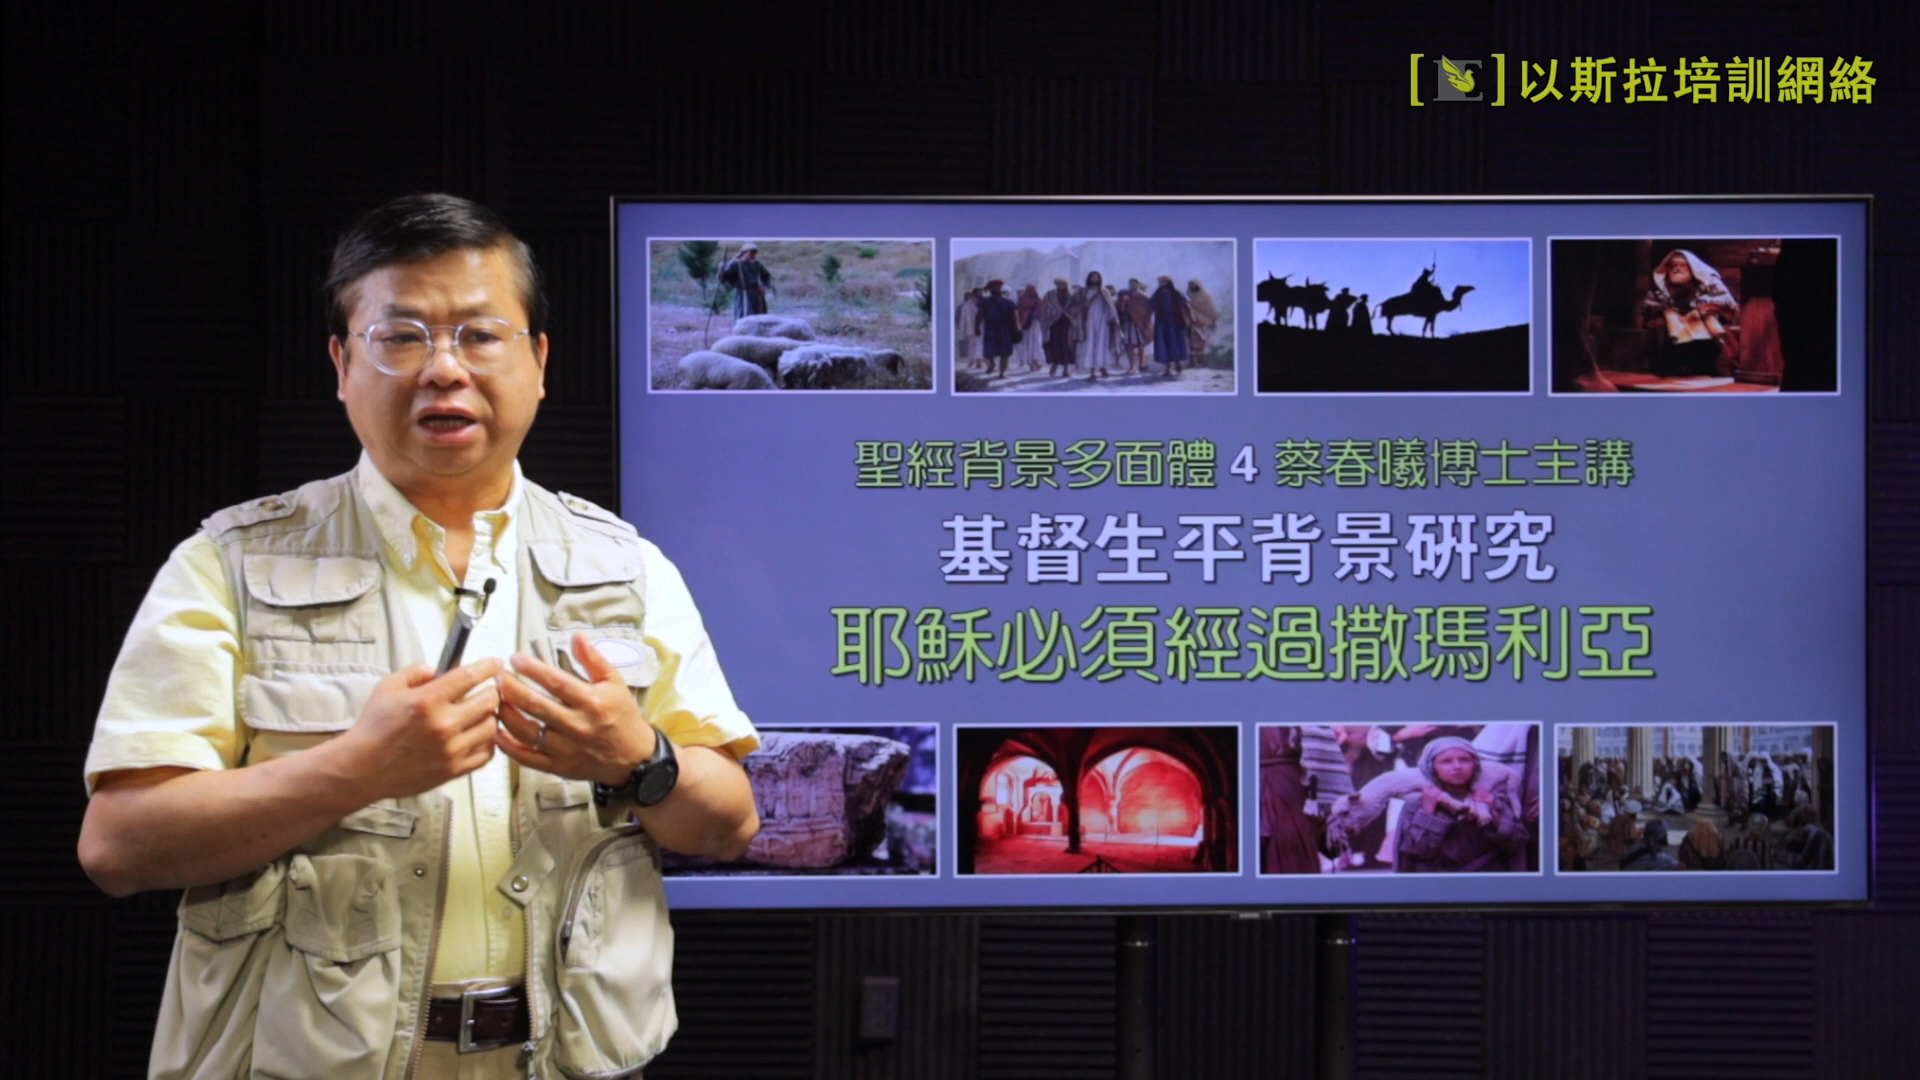 [E]以斯拉培訓網絡
聖經背景多面體 4 蔡春曦博士主講
基督生平背景研究
耶穌必須經過撒瑪利亞